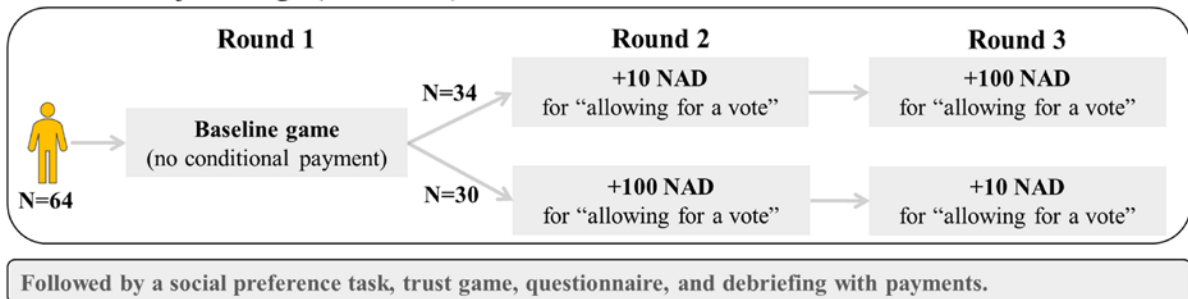 Round 1
Round 2
Round 3
N=64
Baseline game
(no conditional payment)
N=34
+10 NAD
for “allowing for a vote”
+100 NAD
for “allowing for a vote”
N=30
+100 NAD
for “allowing for a vote”
+10 NAD
for “allowing for a vote”
Followed by a social preference task, trust game, questionnaire, and debriefing with payments.